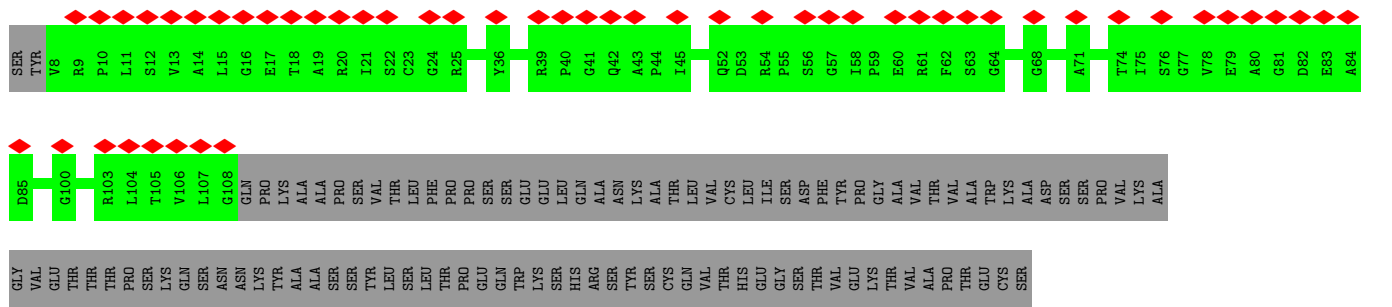 SER TYR V8 R9 P10 L11 S12 V13 A14 L15 G16 E17 T18 A19 R20 I21 S22 C23 G24 R25 Y36 R39 P40 G41 Q42 A43 P44 I45 Q52 D53 R54 P55 S56 G57 I58 P59 E60 R61 F62 S63 G64 G68 A71 T74 I75 S76 G77 V78 E79 A80 G81 D82 E83 A84
D85 G100 R103 L104 T105 V106 L107 G108 GLN PRO LYS ALA ALA PRO SER VAL THR LEU PHE PRO PRO SER SER GLU GLU LEU GLN ALA ASN LYS ALA THR LEU VAL CYS LEU ILE SER ASP PHE TYR PRO GLY ALA VAL THR VAL ALA TRP LYS ALA ASP SER SER PRO VAL LYS ALA
GLY VAL GLU THR THR THR PRO SER LYS GLN SER ASN ASN LYS TYR ALA ALA SER SER TYR LEU SER LEU THR PRO GLU GLN TRP LYS SER HIS ARG SER TYR SER CYS GLN VAL THR HIS GLU GLY SER THR VAL GLU LYS THR VAL ALA PRO THR GLU CYS SER